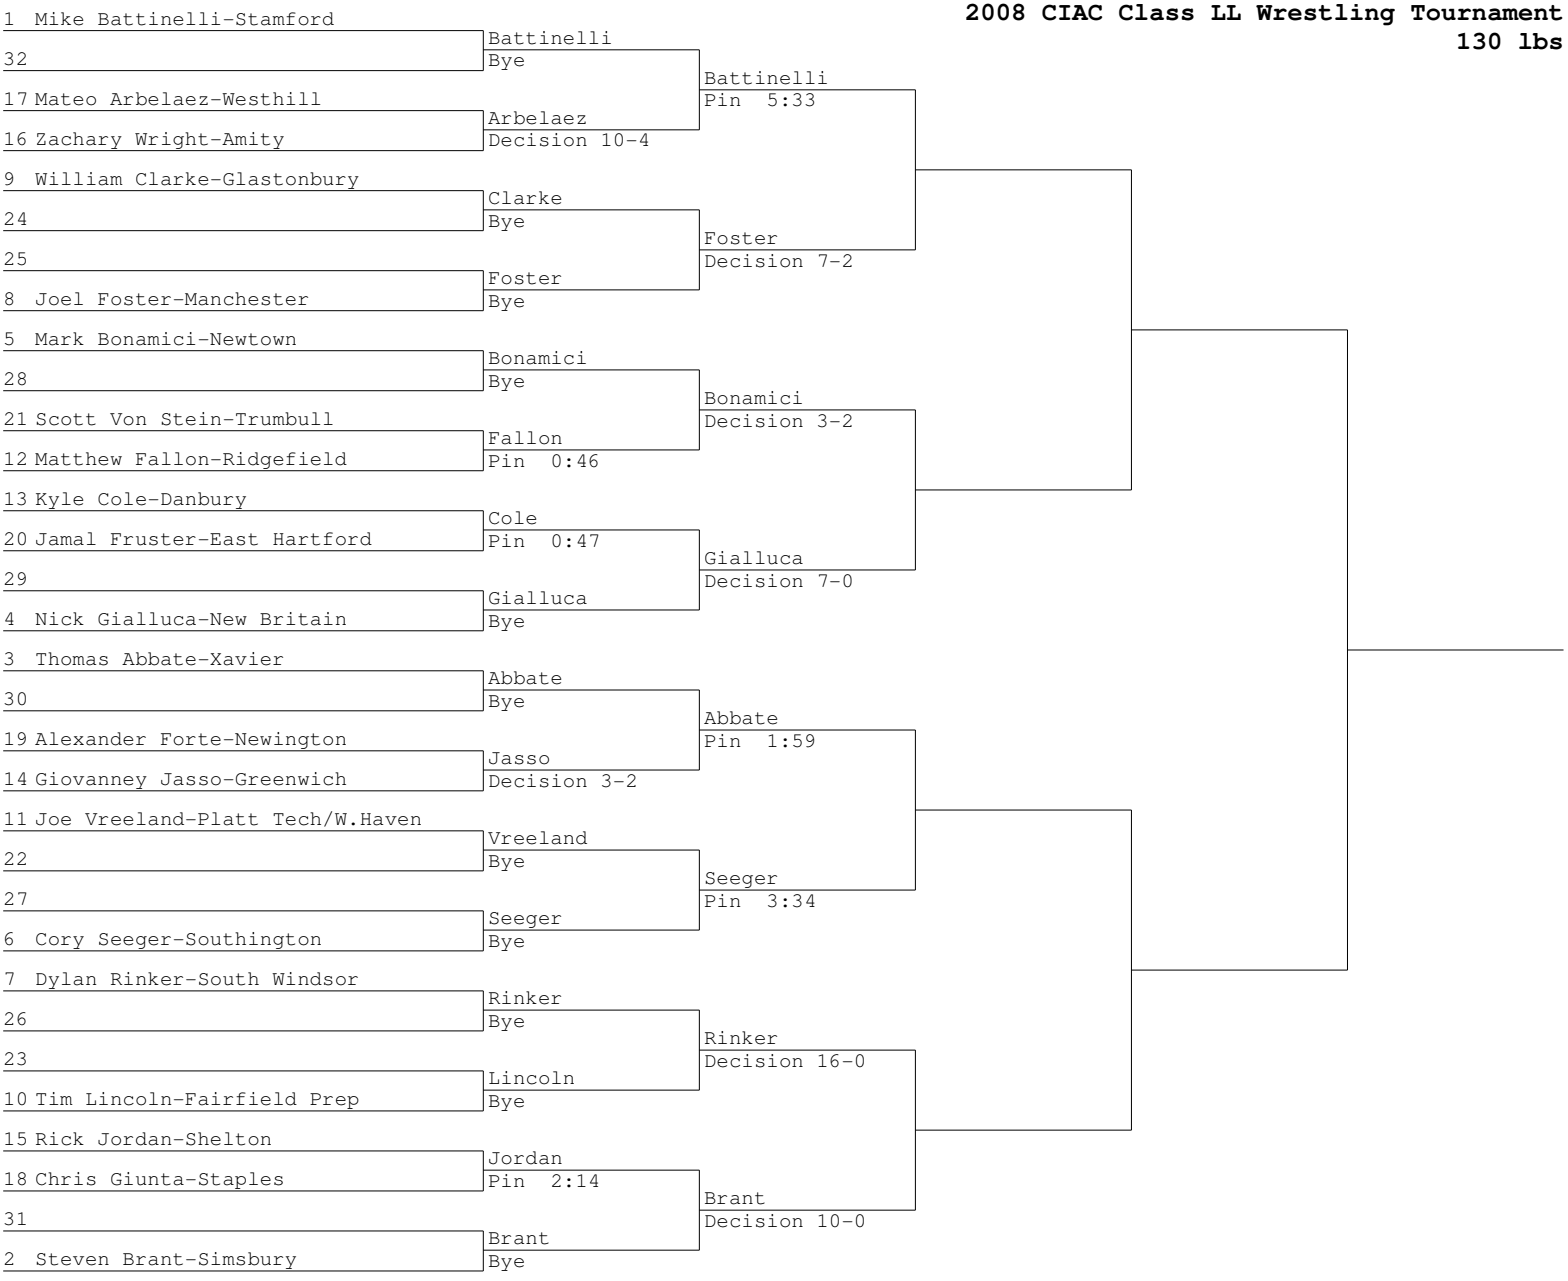 2008 CIAC Class LL Wrestling Tournament
130 lbs
1 Mike Battinelli-Stamford
32
17 Mateo Arbelaez-Westhill
16 Zachary Wright-Amity
9 William Clarke-Glastonbury
24
25
8 Joel Foster-Manchester
5 Mark Bonamici-Newtown
28
21 Scott Von Stein-Trumbull
12 Matthew Fallon-Ridgefield
13 Kyle Cole-Danbury
20 Jamal Fruster-East Hartford
29
4 Nick Gialluca-New Britain
3 Thomas Abbate-Xavier
30
19 Alexander Forte-Newington
14 Giovanney Jasso-Greenwich
11 Joe Vreeland-Platt Tech/W.Haven
22
27
6 Cory Seeger-Southington
7 Dylan Rinker-South Windsor
26
23
10 Tim Lincoln-Fairfield Prep
15 Rick Jordan-Shelton
18 Chris Giunta-Staples
31
2 Steven Brant-Simsbury
Battinelli
Bye
Arbelaez
Decision 10-4
Clarke
Bye
Foster
Bye
Bonamici
Bye
Fallon
Pin 0:46
Cole
Pin 0:47
Gialluca
Bye
Abbate
Bye
Jasso
Decision 3-2
Vreeland
Bye
Seeger
Bye
Rinker
Bye
Lincoln
Bye
Jordan
Pin 2:14
Brant
Bye
Battinelli
Pin 5:33
Foster
Decision 7-2
Bonamici
Decision 3-2
Gialluca
Decision 7-0
Abbate
Pin 1:59
Seeger
Pin 3:34
Rinker
Decision 16-0
Brant
Decision 10-0